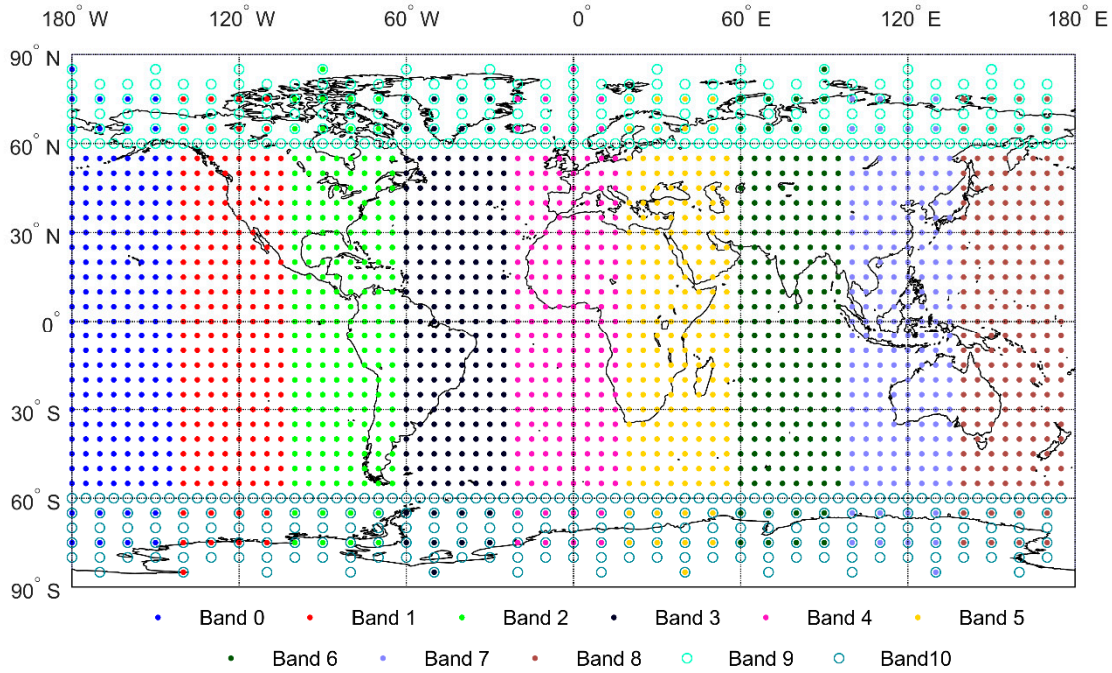 180° W 120° W 60° W 0° 60° E 120° E 180° E
90° N
60° N
30° N
0°
30° S
60° S
90° S
Band 0 Band 1 Band 2 Band 3 Band 4 Band 5
Band 6 Band 7 Band 8 Band 9 Band10